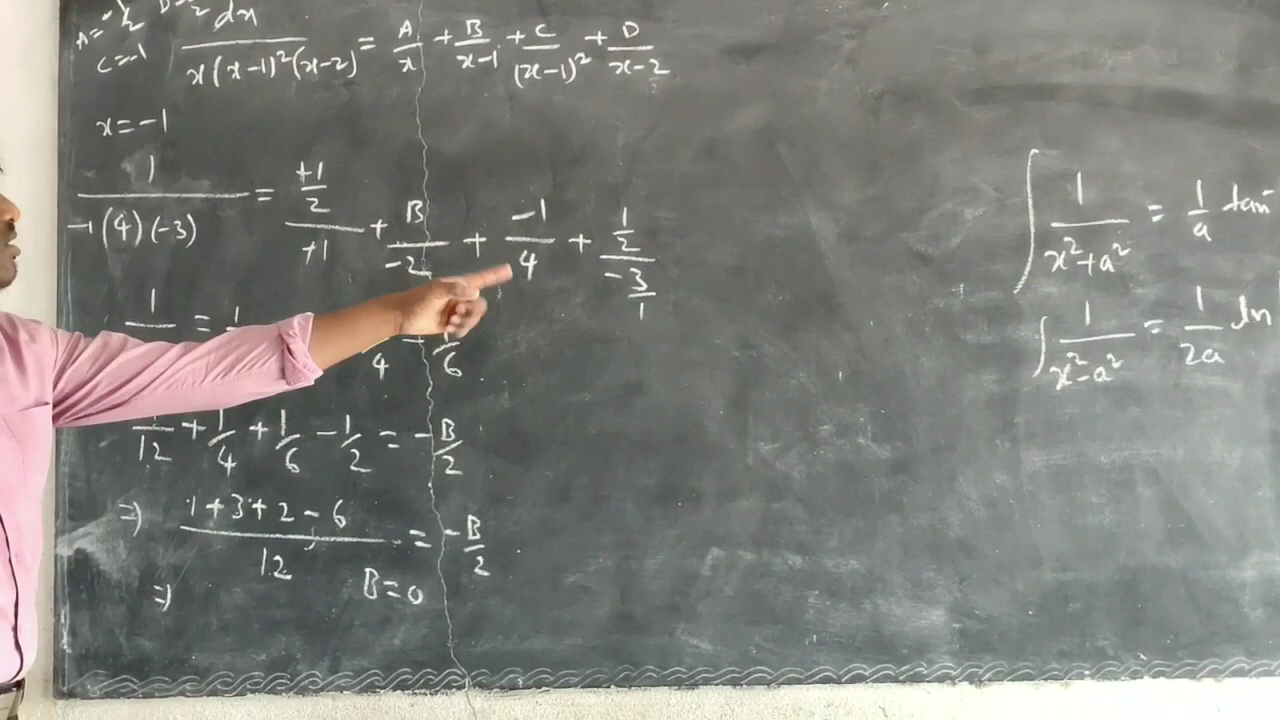 A = -1/2
C = -1
dx / x(x-1)²(x-2) = A/x + B/x-1 + C/(x-1)² + D/x-2
x = -1
1 / -1(4)(-3) = +1/2 / +1 + B/-2 + -1/4 + 1/2 / -3/1
1 = 1 4 - 1/6
1/12 + 1/4 + 1/6 - 1/2 = -B/2
⇒ 1+3+2-6 / 12 = -B/2
⇒ B = 0
∫ 1/x²+a² = 1/a tan
∫ 1/x²-a² = 1/2a ln